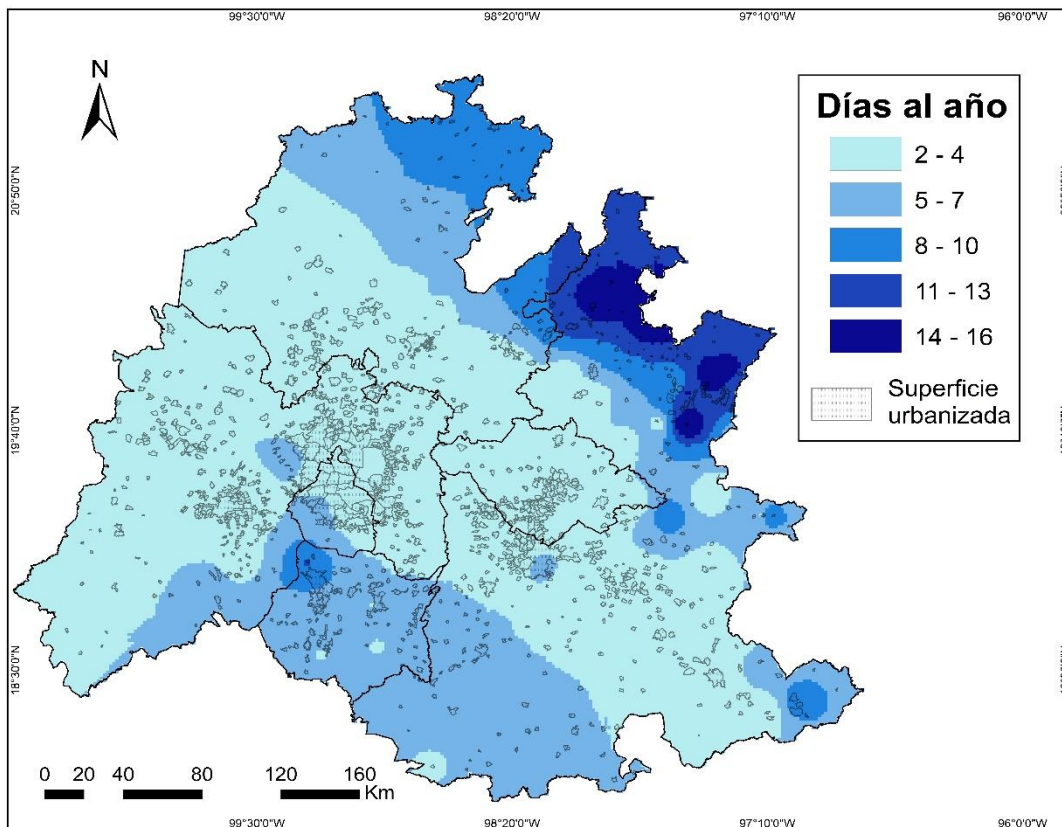 99°30'0"W 98°20'0"W 97°10'0"W 96°0'0"W
N
Días al año
2 - 4
5 - 7
8 - 10
11 - 13
14 - 16
Superficie
urbanizada
20°50'0"N
19°40'0"N
18°30'0"N
0 20 40 80 120 160
Km
99°30'0"W 98°20'0"W 97°10'0"W 96°0'0"W